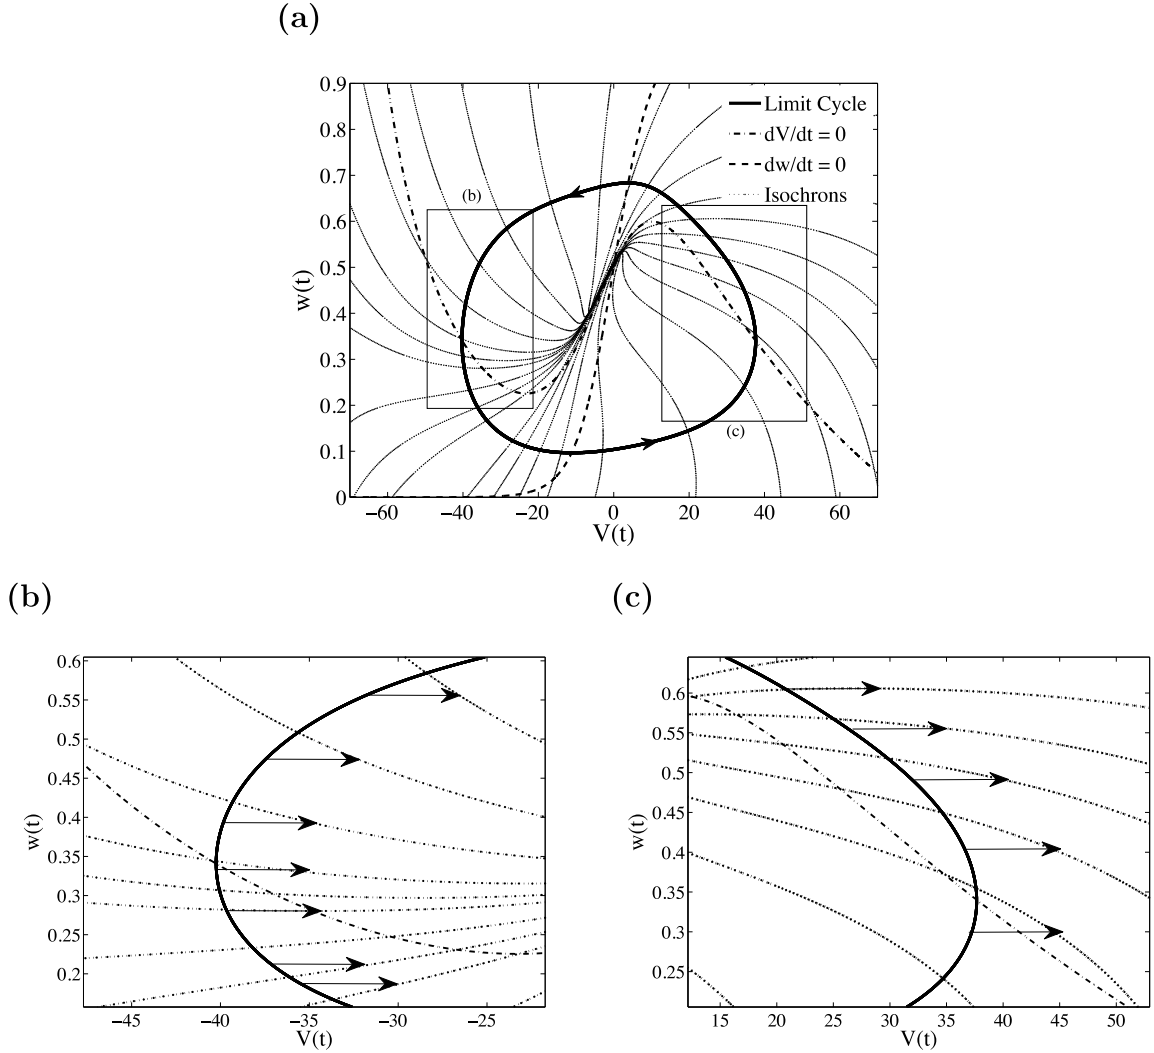 (a)
0.9
0.8
0.7
0.6
0.5
0.4
0.3
0.2
0.1
0
w(t)
Limit Cycle
dV/dt = 0
dw/dt = 0
Isochrons
(b)
(c)
−60 −40 −20 0 20 40 60
V(t)
(b)
0.6
0.55
0.5
0.45
0.4
0.35
0.3
0.25
0.2
w(t)
−45 −40 −35 −30 −25
V(t)
(c)
0.6
0.5
0.4
0.35
0.3
0.25
w(t)
15 20 25 30 35 40 45 50
V(t)